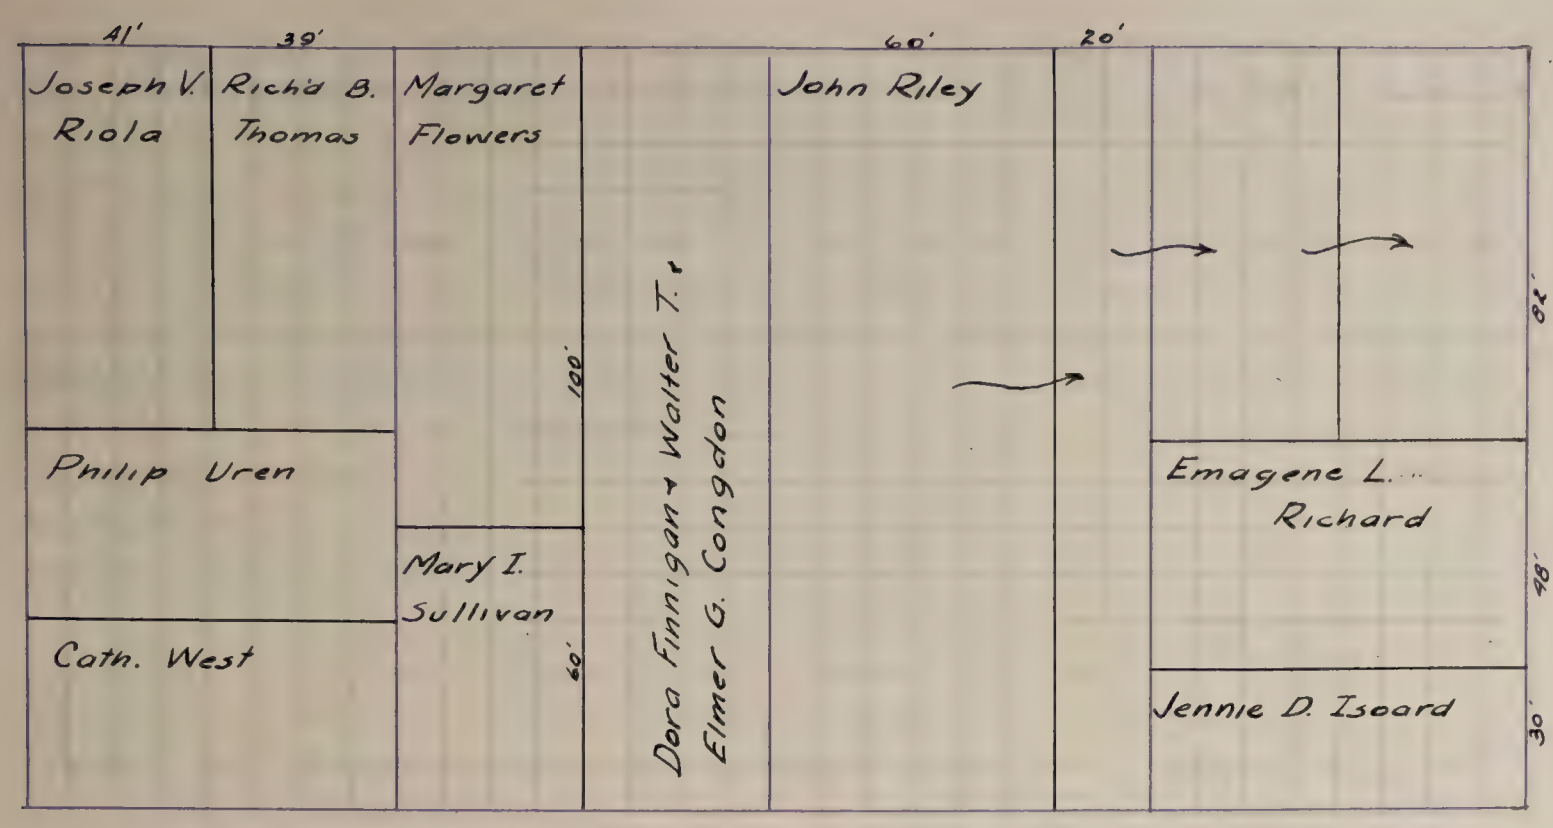 41'
39'
60'
20'
Joseph V.
Riola
Rich'd B.
Thomas
Margaret
Flowers
100'
John Riley
82'
Dora Finnigan & Walter T. &
Elmer G. Congdon
Philip Uren
Mary I.
Sullivan
60'
Emagene L.
Richard
48'
Cath. West
Jennie D. Isoard
30'